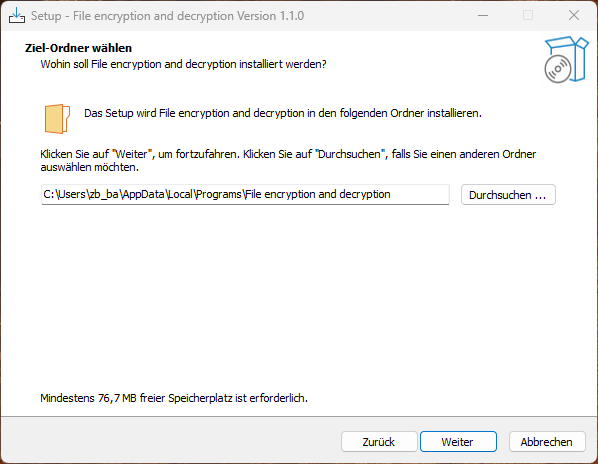 Setup - File encryption and decryption Version 1.1.0
Ziel-Ordner wählen
Wohin soll File encryption and decryption installiert werden?
Das Setup wird File encryption and decryption in den folgenden Ordner installieren.
Klicken Sie auf "Weiter", um fortzufahren. Klicken Sie auf "Durchsuchen", falls Sie einen anderen Ordner
auswählen möchten.
C:\Users\zb_ba\AppData\Local\Programs\File encryption and decryption
Durchsuchen ...
Mindestens 76,7 MB freier Speicherplatz ist erforderlich.
Zurück
Weiter
Abbrechen